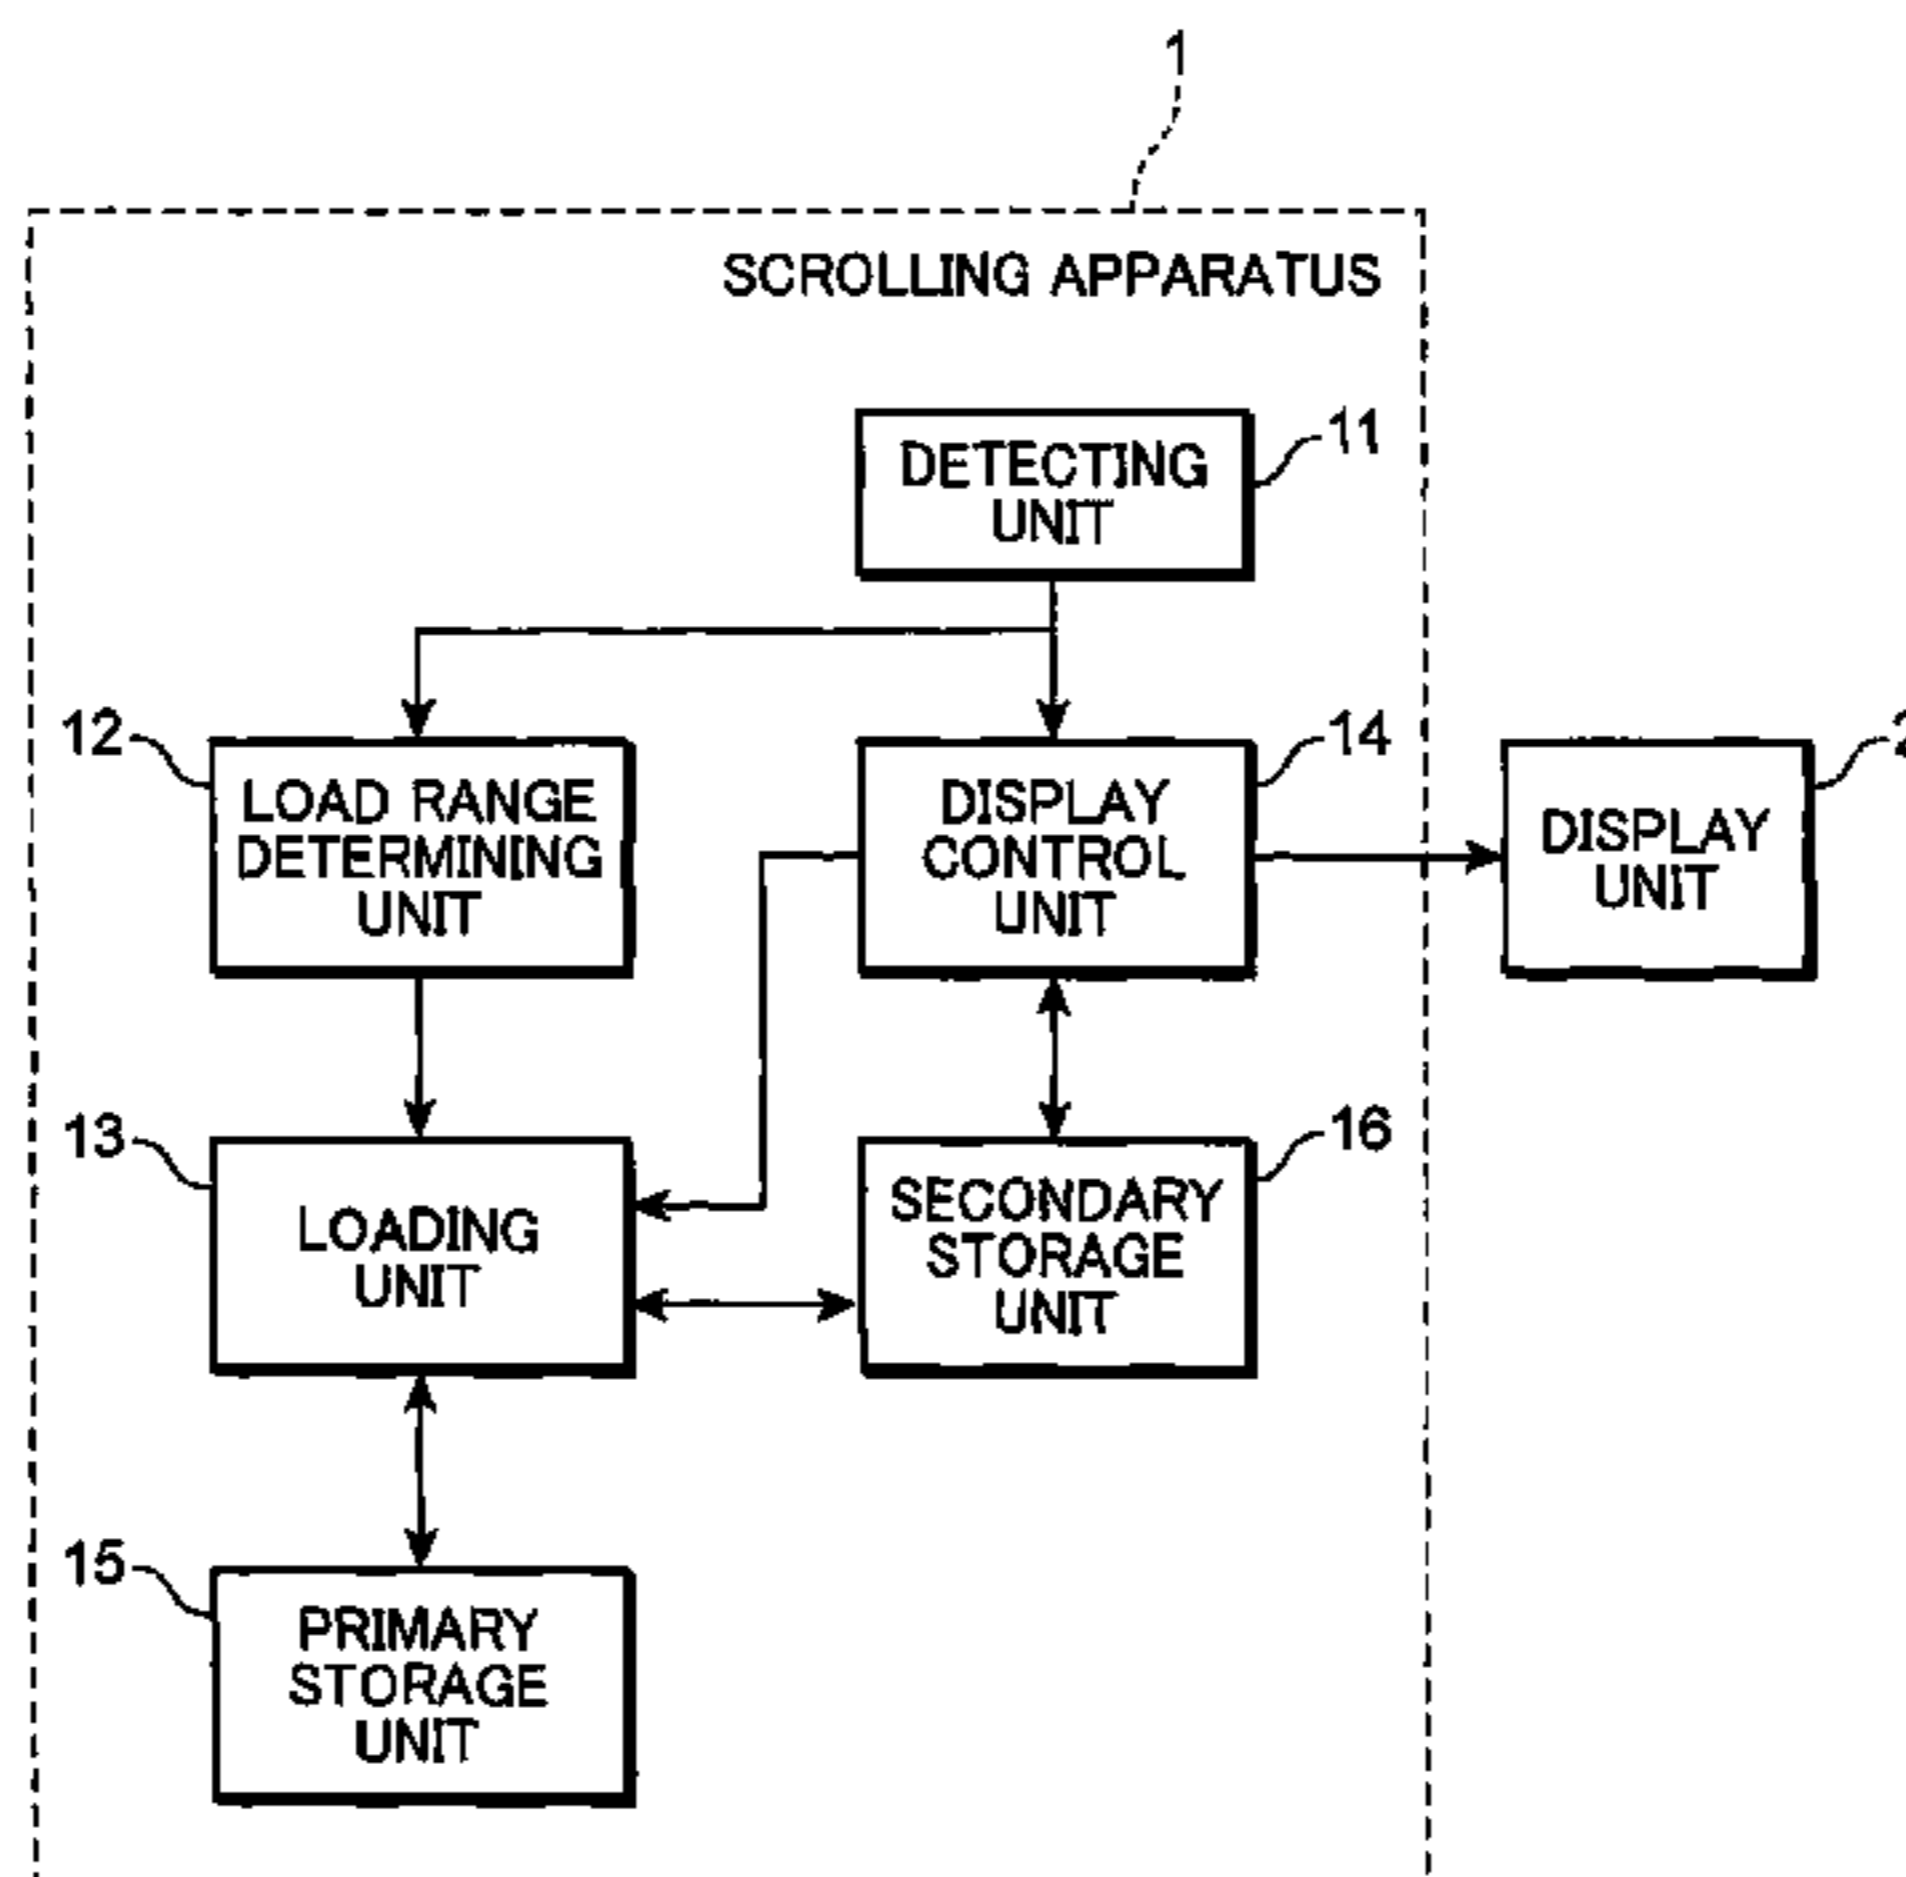 1
SCROLLING APPARATUS
11
DETECTING
UNIT
12
LOAD RANGE
DETERMINING
UNIT
14
DISPLAY
CONTROL
UNIT
DISPLAY
UNIT
13
LOADING
UNIT
16
SECONDARY
STORAGE
UNIT
15
PRIMARY
STORAGE
UNIT